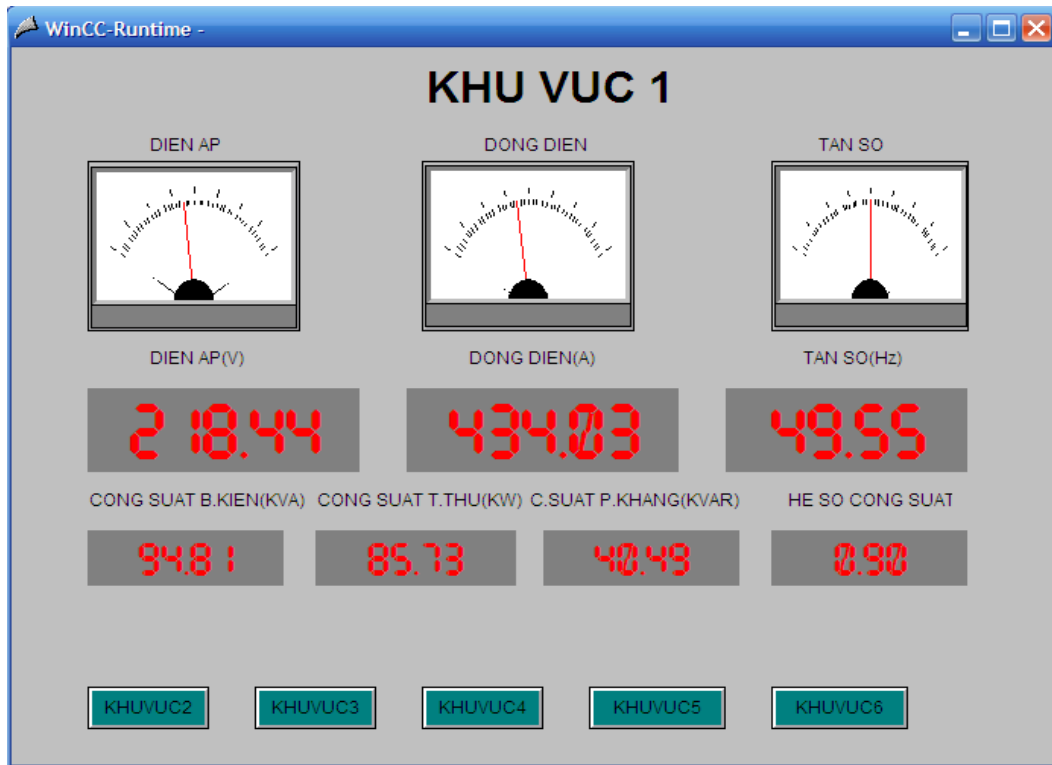 WinCC-Runtime -
KHU VUC 1
DIEN AP DONG DIEN TAN SO
DIEN AP(V) DONG DIEN(A) TAN SO(Hz)
218.44 434.03 49.55
CONG SUAT B.KIEN(KVA) CONG SUAT T.THU(KW) C.SUAT P.KHANG(KVAR) HE SO CONG SUAT
94.81 85.73 40.49 0.90
KHUVUC2 KHUVUC3 KHUVUC4 KHUVUC5 KHUVUC6